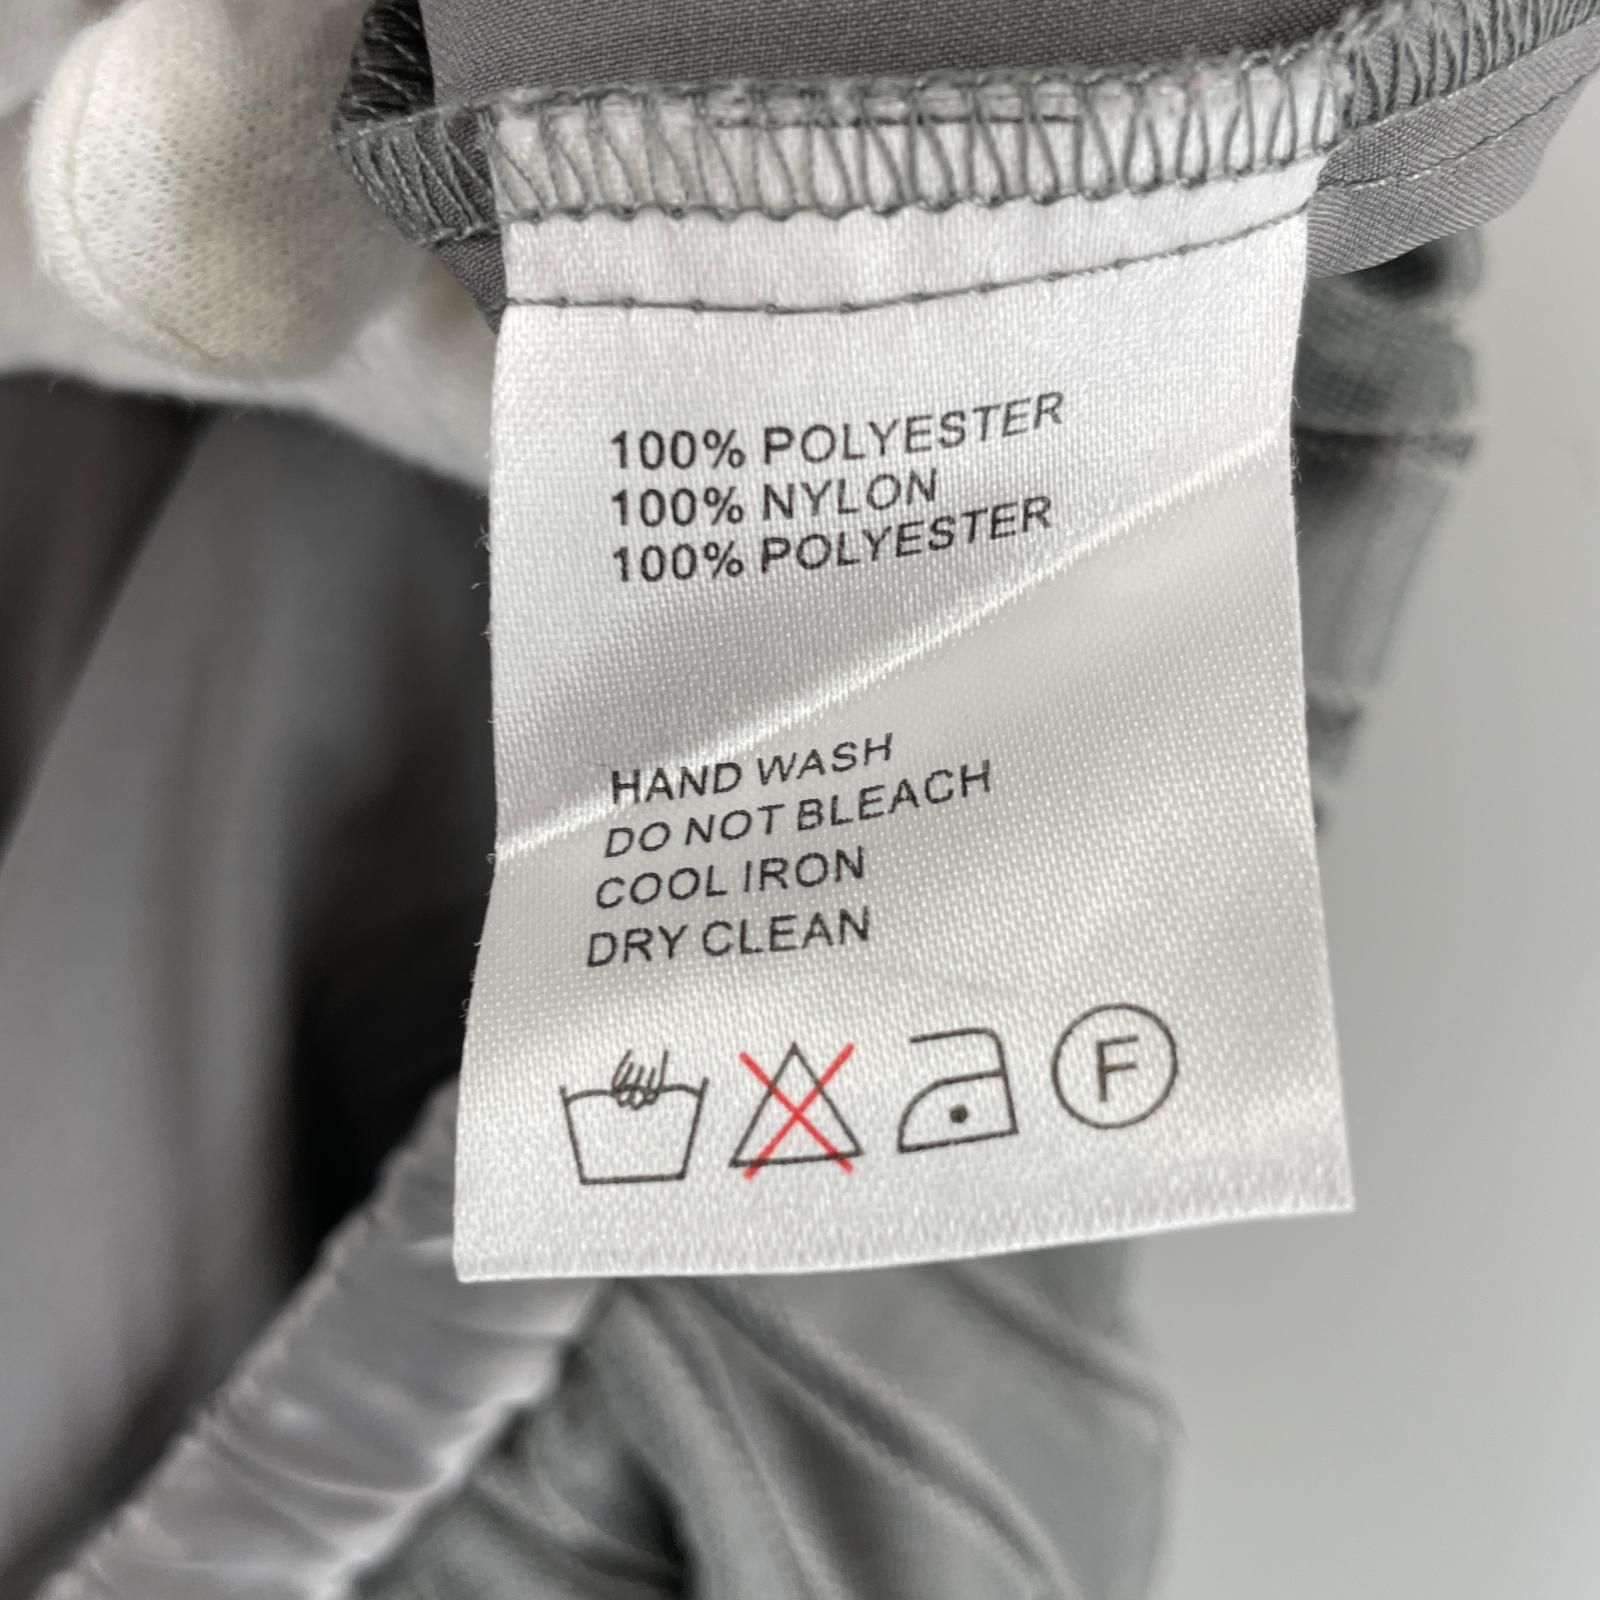 100% POLYESTER
100% NYLON
100% POLYESTER
HAND WASH
DO NOT BLEACH
COOL IRON
DRY CLEAN
F